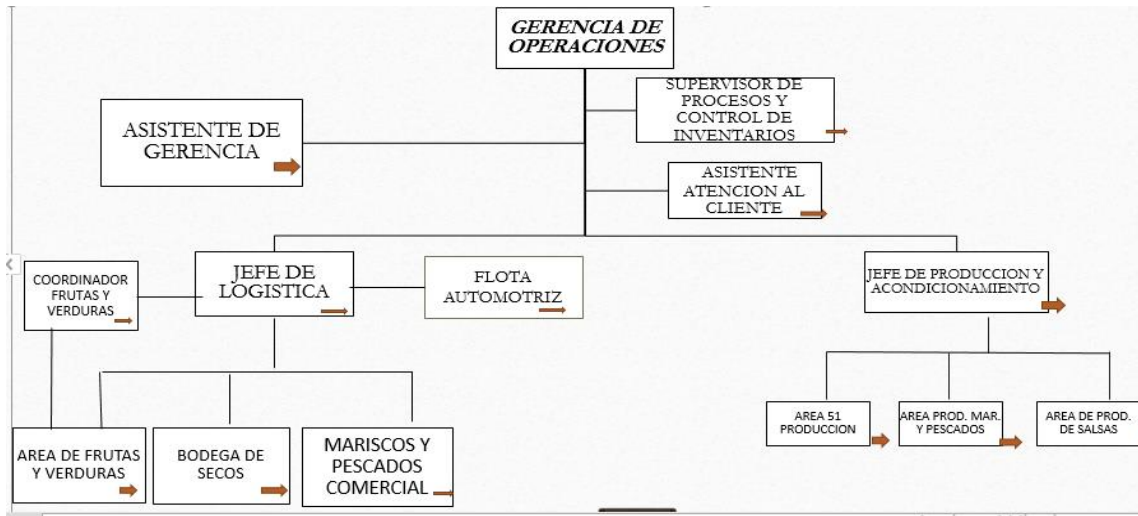 GERENCIA DE
OPERACIONES
SUPERVISOR DE
PROCESOS Y
CONTROL DE
INVENTARIOS
ASISTENTE DE
GERENCIA
ASISTENTE
ATENCION AL
CLIENTE
COORDINADOR
FRUTAS Y
VERDURAS
JEFE DE
LOGISTICA
FLOTA
AUTOMOTRIZ
JEFE DE PRODUCCION Y
ACONDICIONAMIENTO
AREA DE FRUTAS
Y VERDURAS
BODEGA DE
SECOS
MARISCOS Y
PESCADOS
COMERCIAL
AREA 51
PRODUCCION
AREA PROD. MAR.
Y PESCADOS
AREA DE PROD.
DE SALSAS